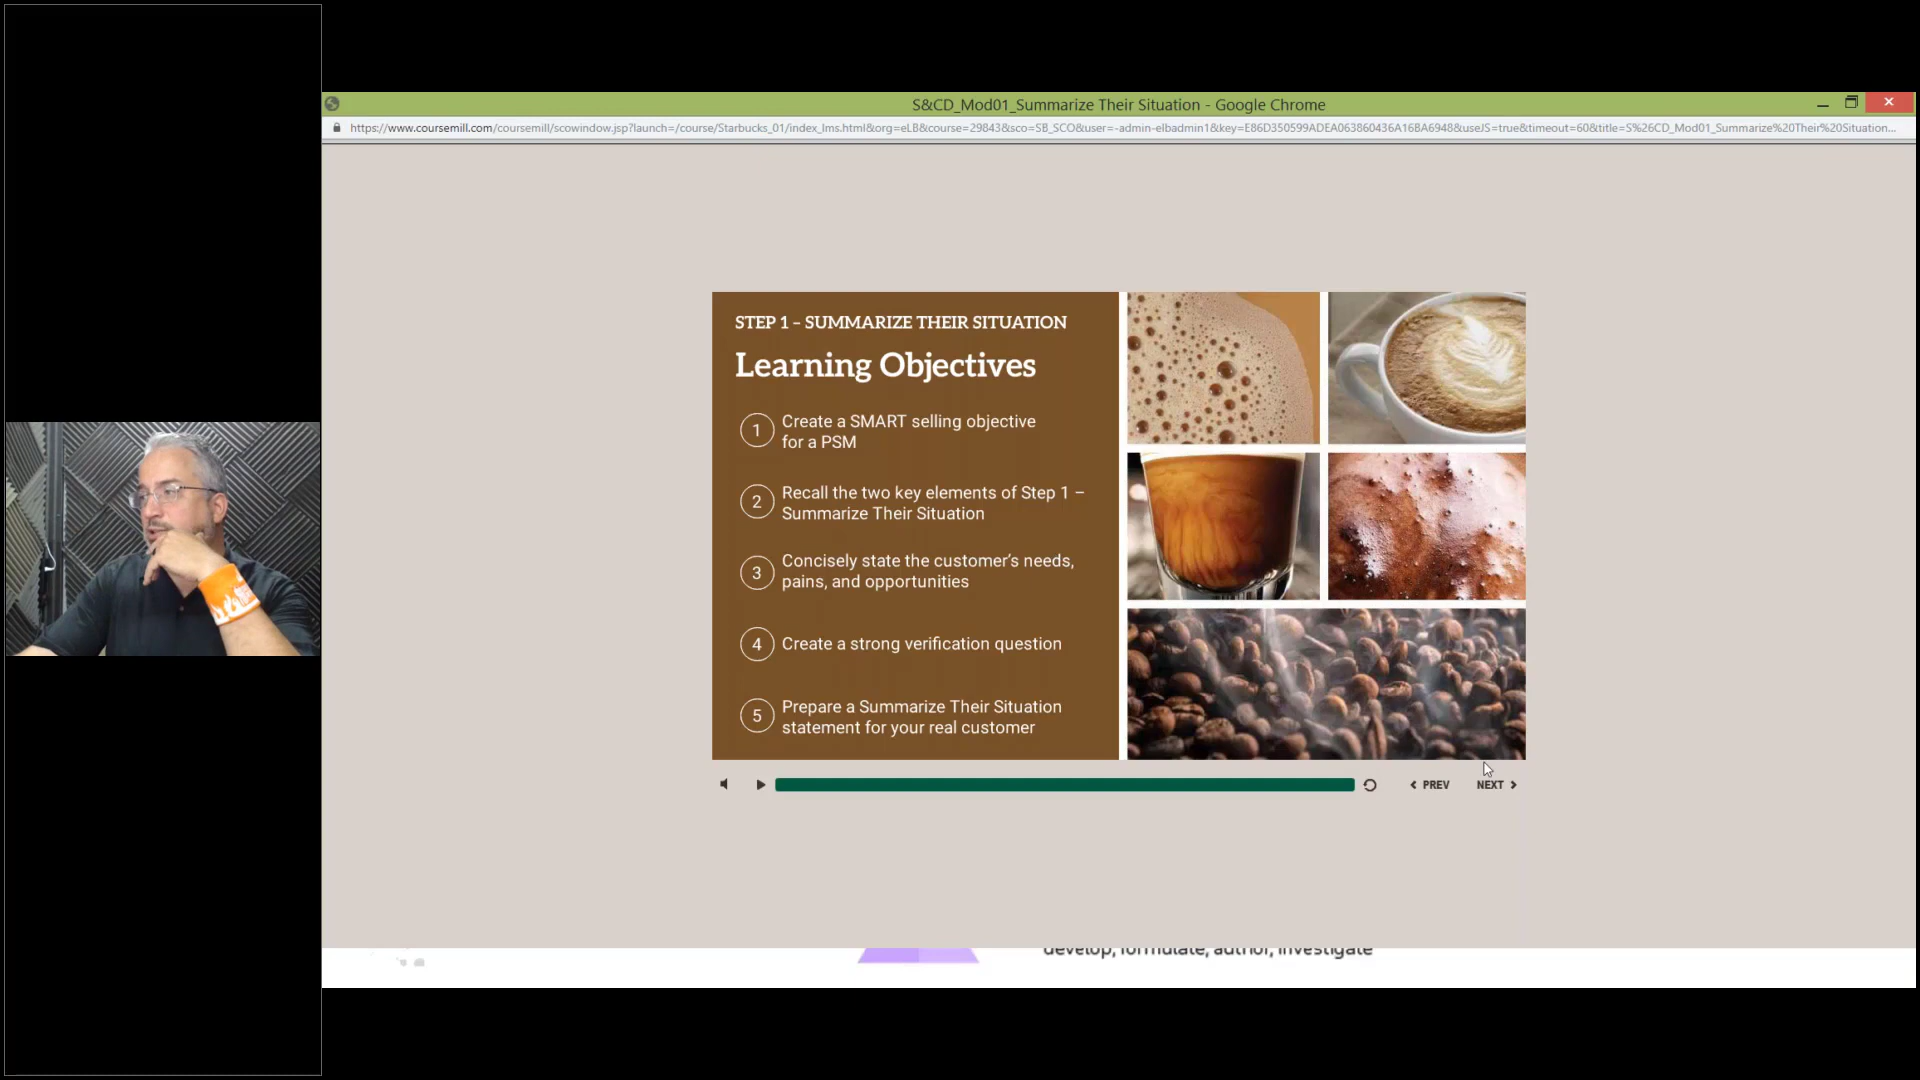 S&CD_Mod01_Summarize Their Situation - Google Chrome
https://www.coursemill.com/coursemill/scowindow.jsp?launch=/course/Starbucks_01/index_lms.html&org=eLB&course=29843&sco=SB_SCO&user=-admin-elbadmin1&key=E86D350599ADEA063860436A16BA6948&useJS=true&timeout=60&title=S%26CD_Mod01_Summarize%20Their%20Situation...
STEP 1 – SUMMARIZE THEIR SITUATION
Learning Objectives
1 Create a SMART selling objective
for a PSM
2 Recall the two key elements of Step 1 –
Summarize Their Situation
3 Concisely state the customer's needs,
pains, and opportunities
4 Create a strong verification question
5 Prepare a Summarize Their Situation
statement for your real customer
PREV NEXT
develop, formulate, author, investigate